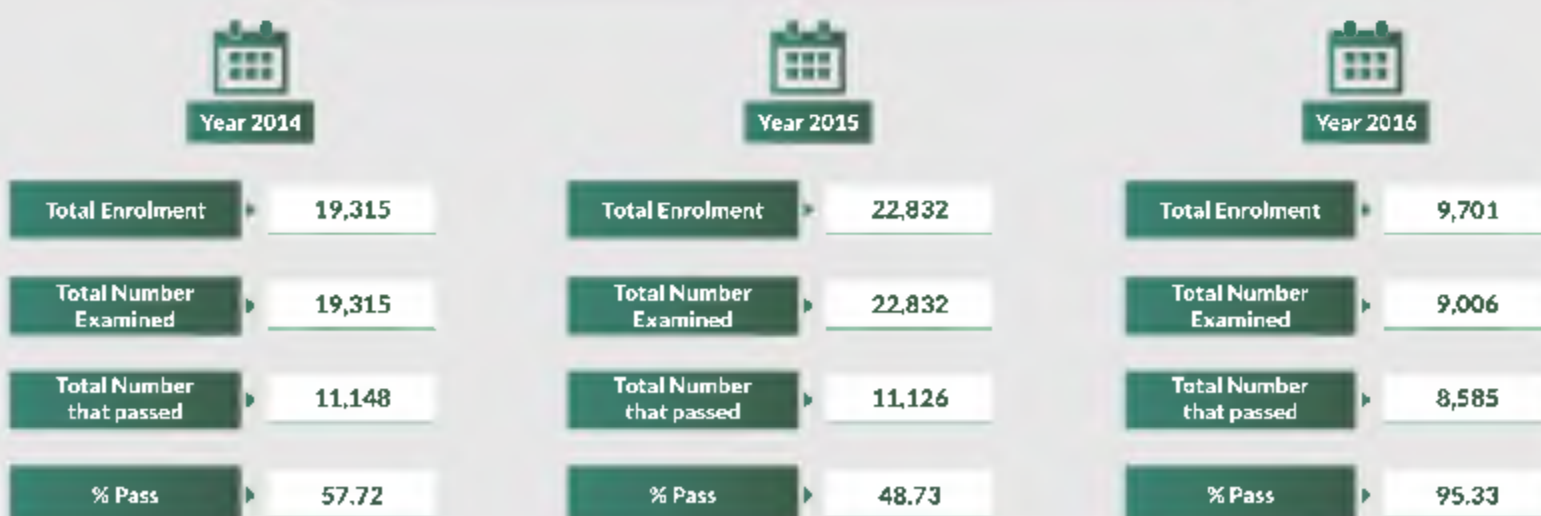 Year 2014
Year 2015
Year 2016
Total Enrolment
19,315
Total Enrolment
22,832
Total Enrolment
9,701
Total Number
Examined
19,315
Total Number
Examined
22,832
Total Number
Examined
9,006
Total Number
that passed
11,148
Total Number
that passed
11,126
Total Number
that passed
8,585
% Pass
57.72
% Pass
48.73
% Pass
95.33